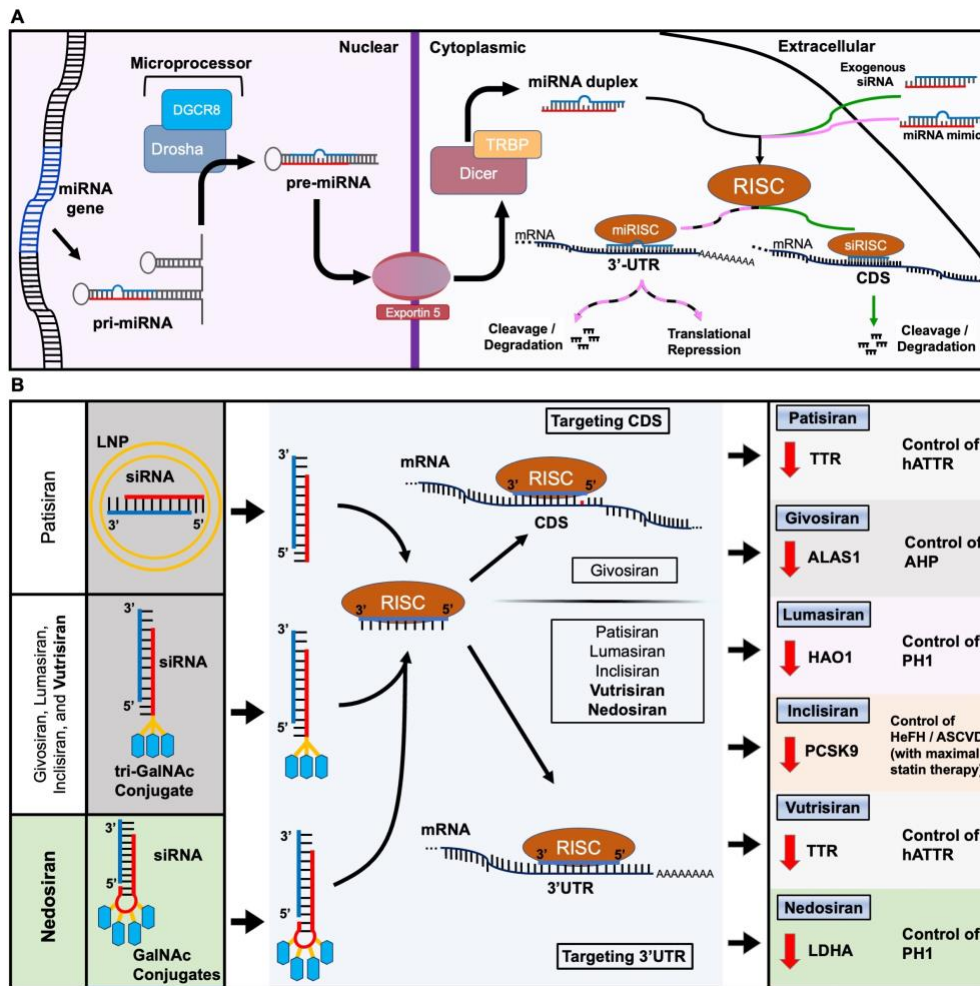 A
Nuclear
Cytoplasmic
Extracellular
Microprocessor
DGCR8
Drosha
miRNA
gene
pre-miRNA
pri-miRNA
Exportin 5
TRBP
Dicer
miRNA duplex
Exogenous
siRNA
miRNA mimic
RISC
mRNA
miRISC
3'-UTR
AAAAAAAA
mRNA
siRISC
CDS
Cleavage /
Degradation
Translational
Repression
Cleavage /
Degradation
B
Patisiran
LNP
siRNA
3'
5'
Givosiran, Lumasiran,
Inclisiran, and Vutrisiran
3'
siRNA
5'
tri-GalNAc
Conjugate
Nedosiran
3'
siRNA
5'
GalNAc
Conjugates
3'
5'
3'
5'
3'
5'
RISC
3'
5'
Targeting CDS
mRNA
RISC
3'
5'
CDS
Givosiran
Patisiran
Lumasiran
Inclisiran
Vutrisiran
Nedosiran
mRNA
RISC
3'
5'
3'UTR
AAAAAAAA
Targeting 3'UTR
Patisiran
TTR
Control of
hATTR
Givosiran
ALAS1
Control of
AHP
Lumasiran
HAO1
Control of
PH1
Inclisiran
PCSK9
Control of
HeFH / ASCVD
(with maximal
statin therapy)
Vutrisiran
TTR
Control of
hATTR
Nedosiran
LDHA
Control of
PH1